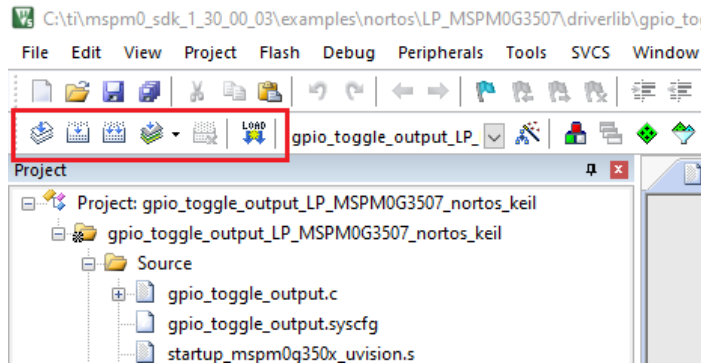 C:\ti\mspm0_sdk_1_30_00_03\examples\nortos\LP_MSPM0G3507\driverlib\gpio_to
File Edit View Project Flash Debug Peripherals Tools SVCS Window
LOAD
gpio_toggle_output_LP_
Project
Project: gpio_toggle_output_LP_MSPM0G3507_nortos_keil
gpio_toggle_output_LP_MSPM0G3507_nortos_keil
Source
gpio_toggle_output.c
gpio_toggle_output.syscfg
startup_mspm0g350x_uvision.s